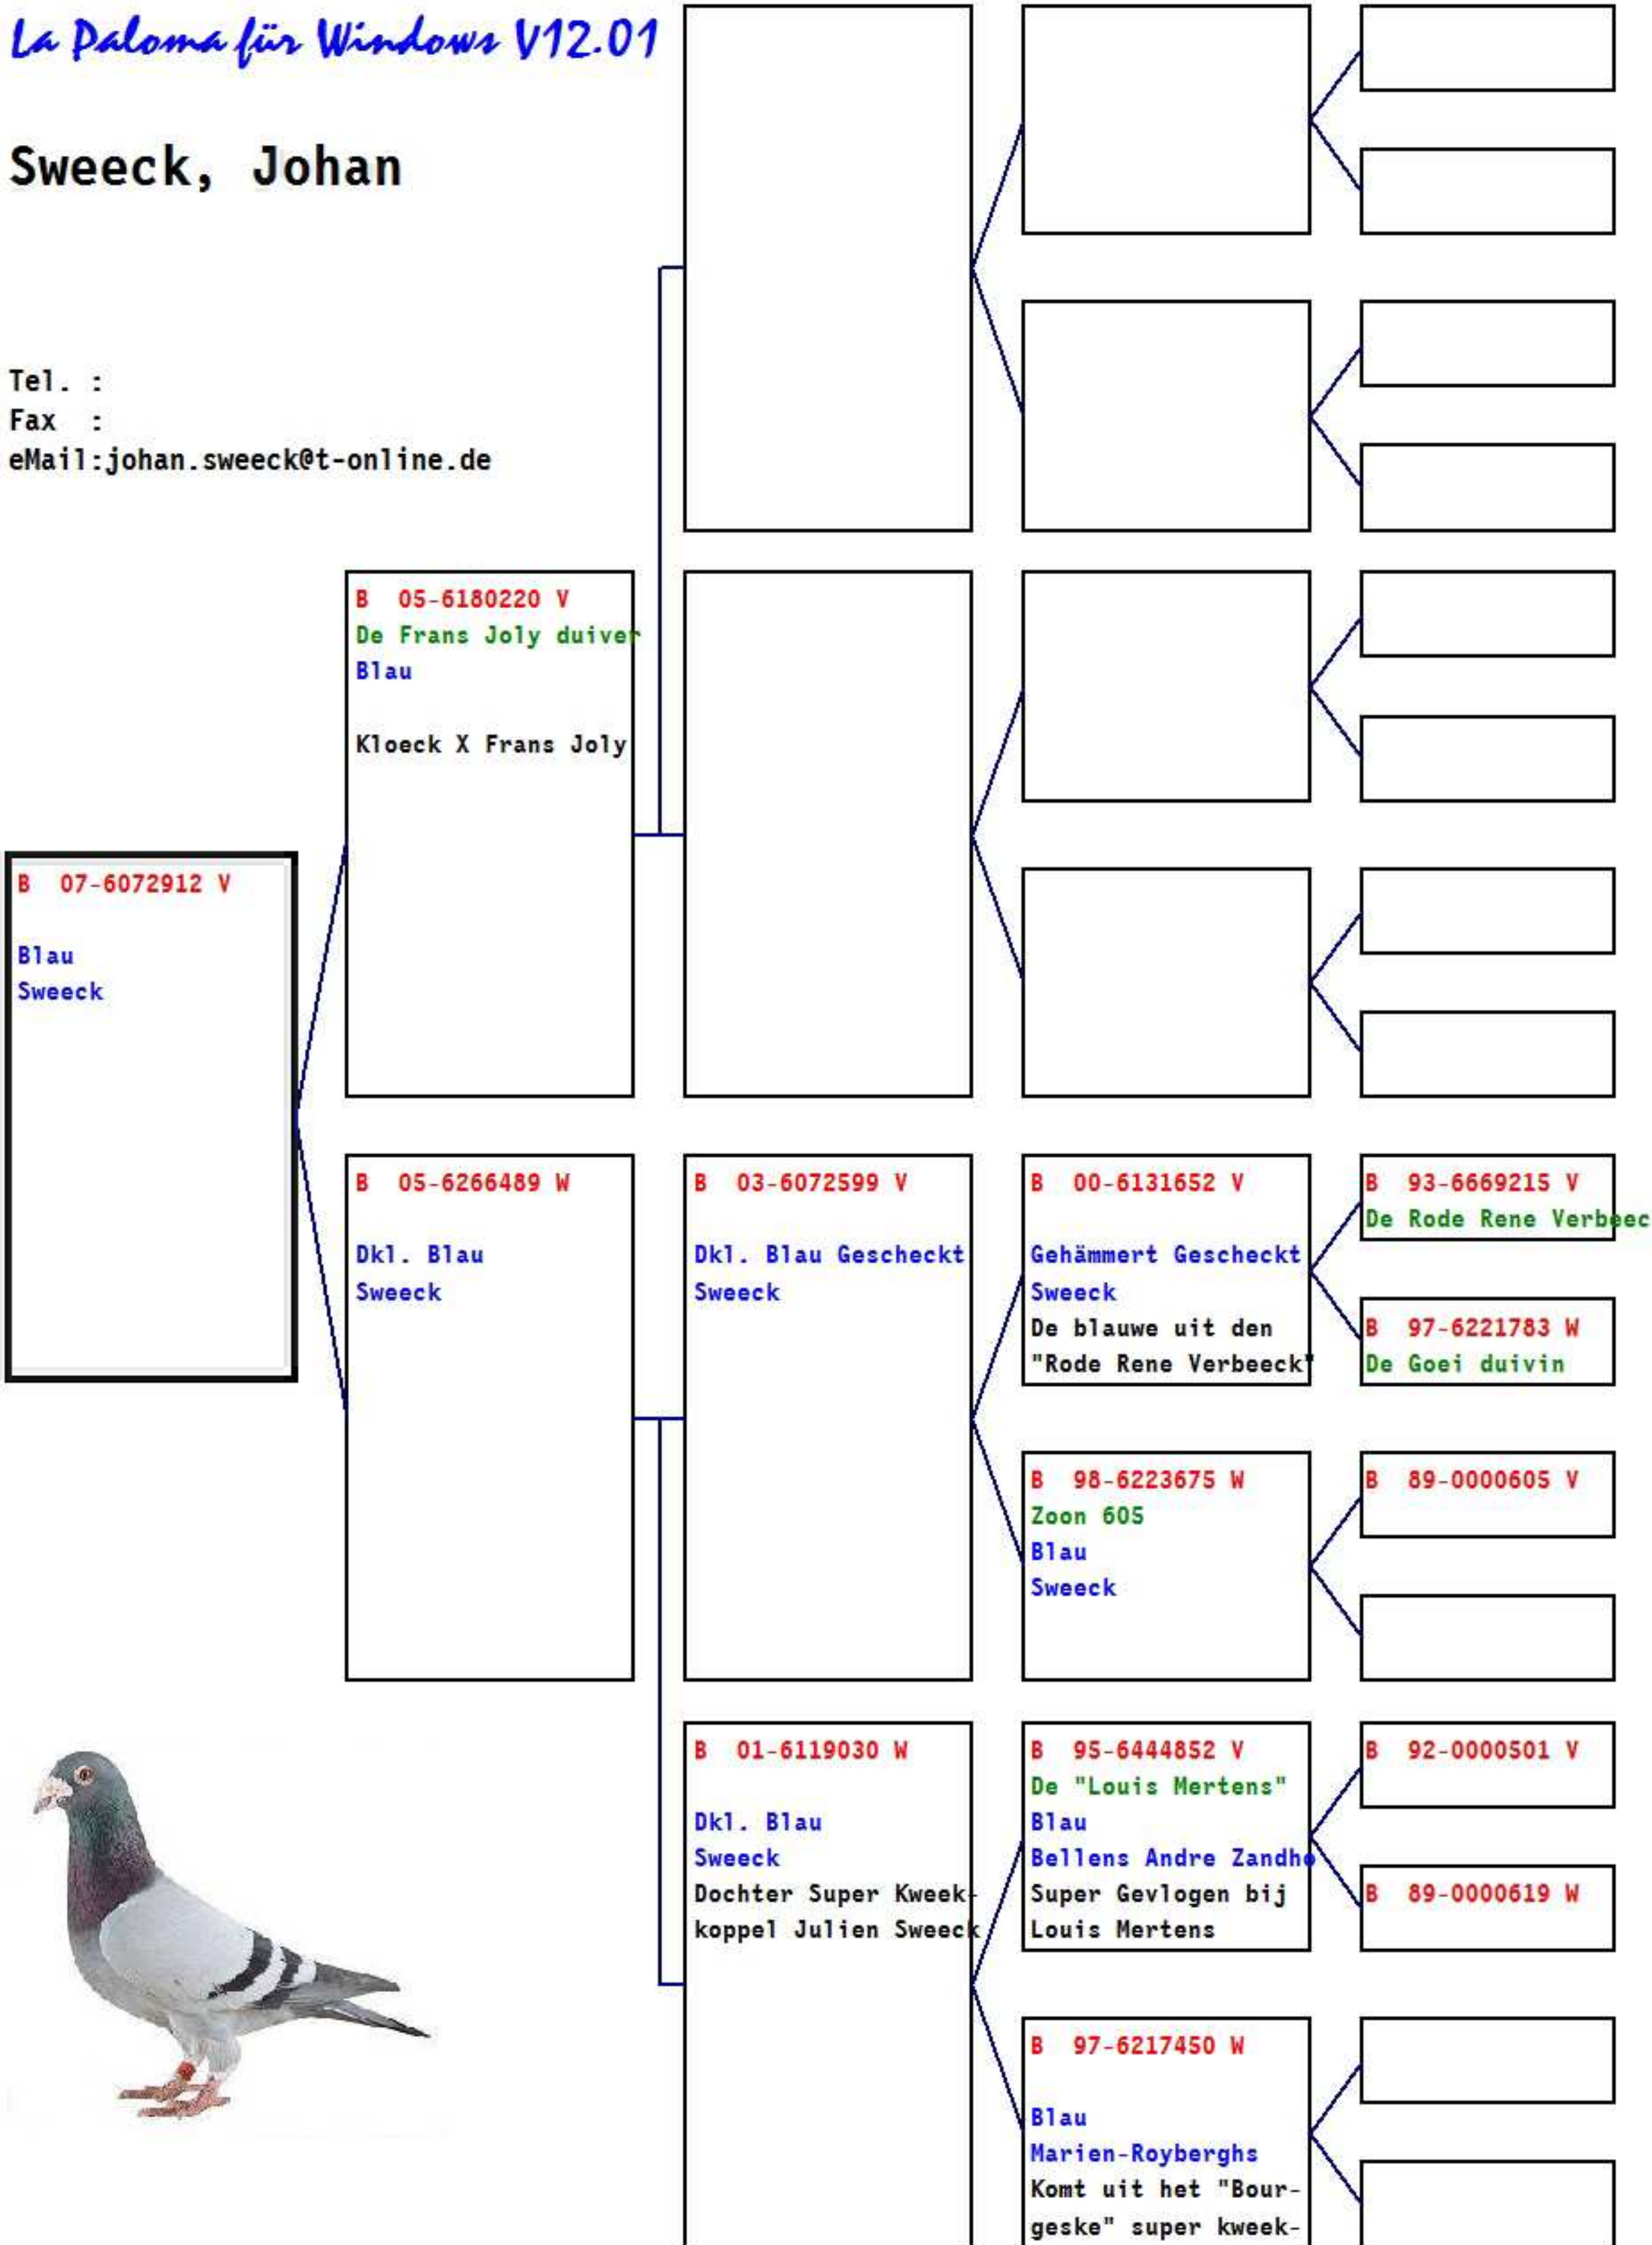 La Paloma für Windows V12.01
Sweeck, Johan
Tel. :
Fax :
eMail:johan.sweeck@t-online.de
B 07-6072912 V
Blau
Sweeck
B 05-6180220 V
De Frans Joly duiver
Blau
Kloeck X Frans Joly
B 05-6266489 W
Dkl. Blau
Sweeck
B 03-6072599 V
Dkl. Blau Gescheckt
Sweeck
B 01-6119030 W
Dkl. Blau
Sweeck
Dochter Super Kweek-
koppel Julien Sweeck
B 00-6131652 V
Gehämmert Gescheckt
Sweeck
De blauwe uit den
"Rode Rene Verbeeck"
B 98-6223675 W
Zoon 605
Blau
Sweeck
B 95-6444852 V
De "Louis Mertens"
Blau
Bellens Andre Zandho
Super Gevlogen bij
Louis Mertens
B 97-6217450 W
Blau
Marien-Royberghs
Komt uit het "Bour-
geske" super kweek-
B 93-6669215 V
De Rode Rene Verbeec
B 97-6221783 W
De Goei duivin
B 89-0000605 V
B 92-0000501 V
B 89-0000619 W